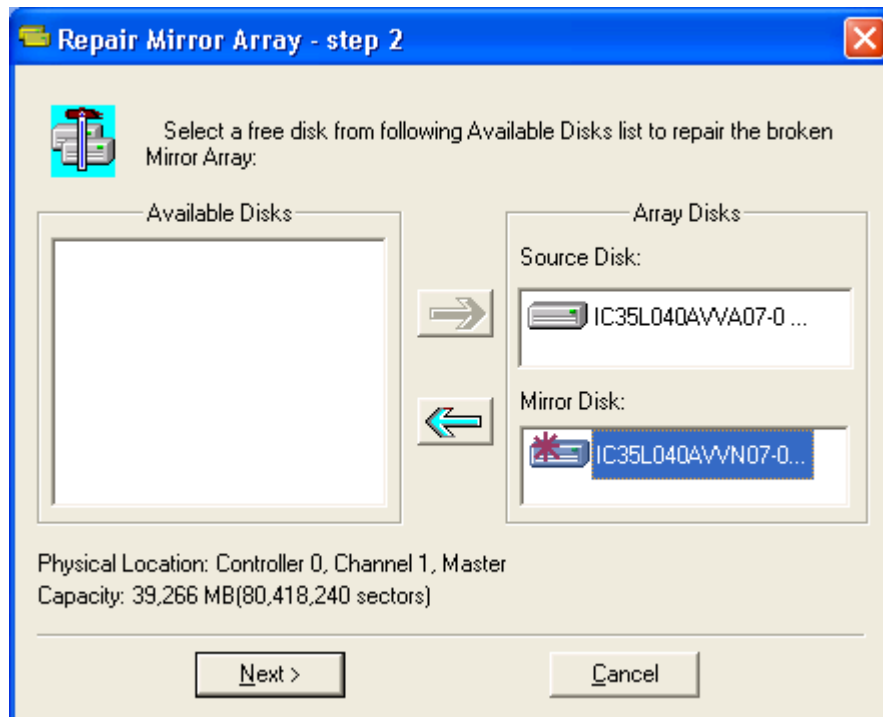 Repair Mirror Array - step 2
Select a free disk from following Available Disks list to repair the broken
Mirror Array:
Available Disks
Array Disks
Source Disk:
IC35L040AVVA07-0 ...
Mirror Disk:
IC35L040AVVN07-0...
Physical Location: Controller 0, Channel 1, Master
Capacity: 39,266 MB(80,418,240 sectors)
Next >
Cancel